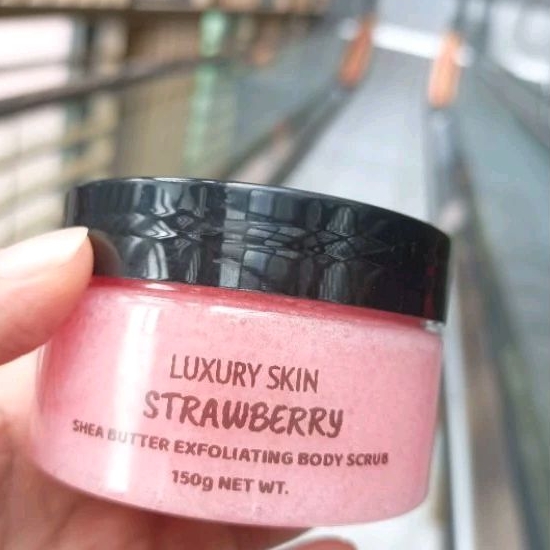 LUXURY SKIN
STRAWBERRY
SHEA BUTTER EXFOLIATING BODY SCRUB
150g NET WT.